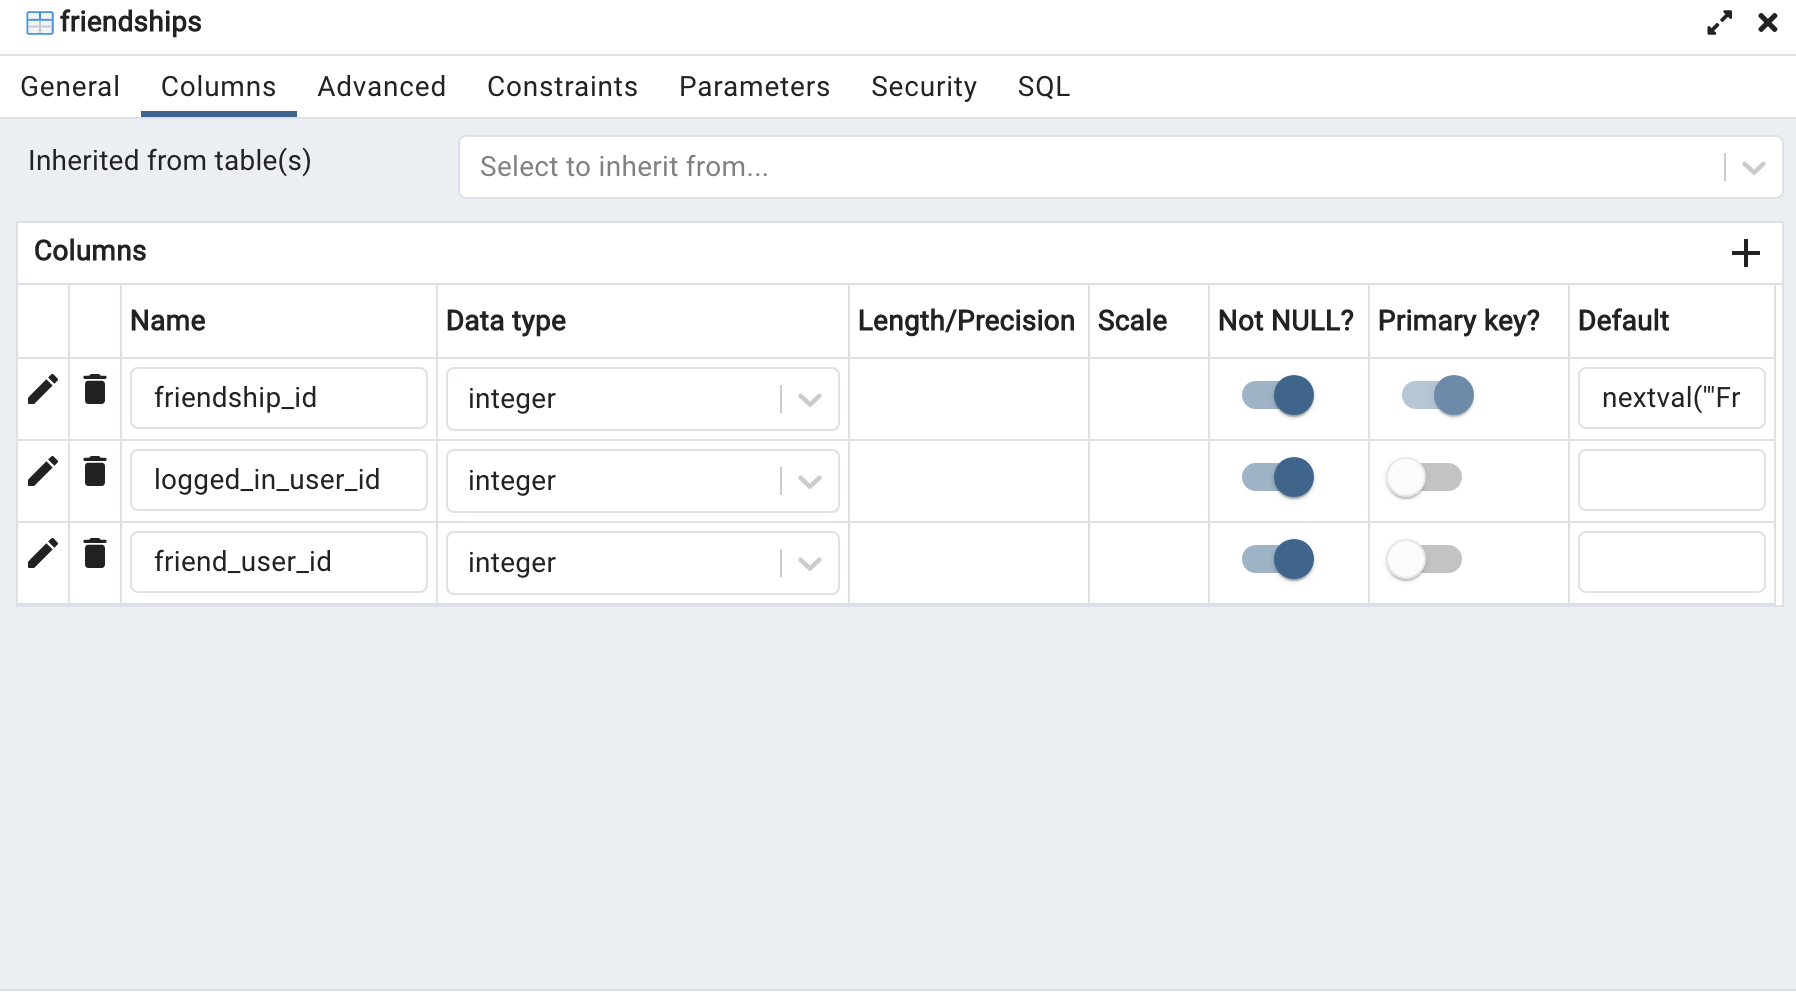 friendships
General Columns Advanced Constraints Parameters Security SQL
Inherited from table(s) Select to inherit from...
Columns
Name Data type Length/Precision Scale Not NULL? Primary key? Default
friendship_id integer nextval('"Fr
logged_in_user_id integer
friend_user_id integer